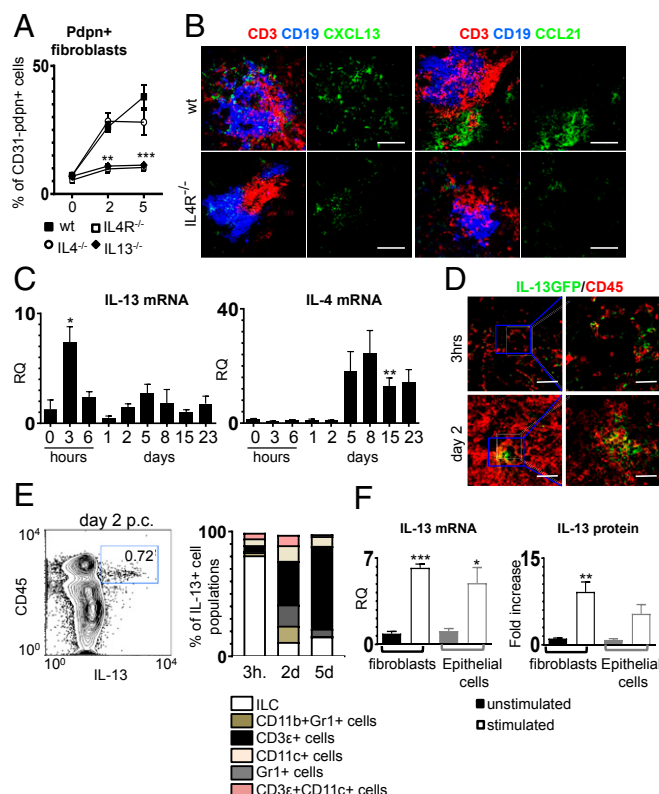 A
Pdpn+
fibroblasts
% of CD31-pdpn+ cells
50
0
0 2 5
** ***
wt IL4R-/-
IL4-/- IL13-/-
B
CD3 CD19 CXCL13 CD3 CD19 CCL21
wt
IL4R-/-
C
IL-13 mRNA
RQ
10
0
*
0 3 6 1 2 5 8 15 23
hours days
IL-4 mRNA
RQ
40
0
**
0 3 6 1 2 5 8 15 23
hours days
D
IL-13GFP/CD45
3hrs
day 2
E
day 2 p.c.
CD45
10^4
10^0
0.72
10^0 10^4
IL-13
% of IL-13+ cell
populations
100
80
60
40
20
0
3h. 2d 5d
ILC
CD11b+Gr1+ cells
CD3ε+ cells
CD11c+ cells
Gr1+ cells
CD3ε+CD11c+ cells
F
IL-13 mRNA
RQ
7
0
*** *
fibroblasts Epithelial
cells
IL-13 protein
Fold increase
15
0
**
fibroblasts Epithelial
cells
unstimulated
stimulated